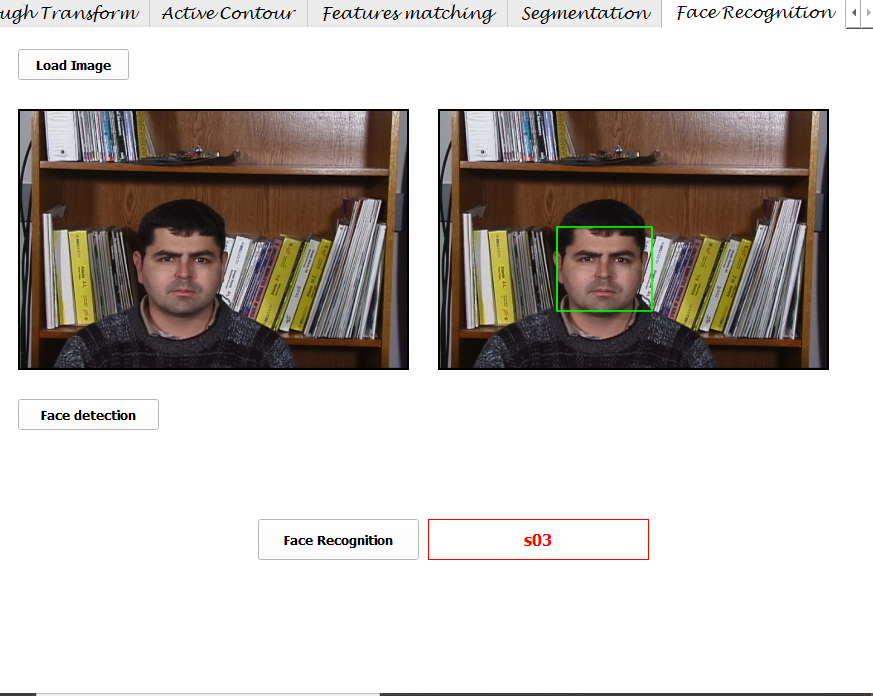 ugh Transform Active Contour Features matching Segmentation Face Recognition
Load Image
Face detection
Face Recognition s03